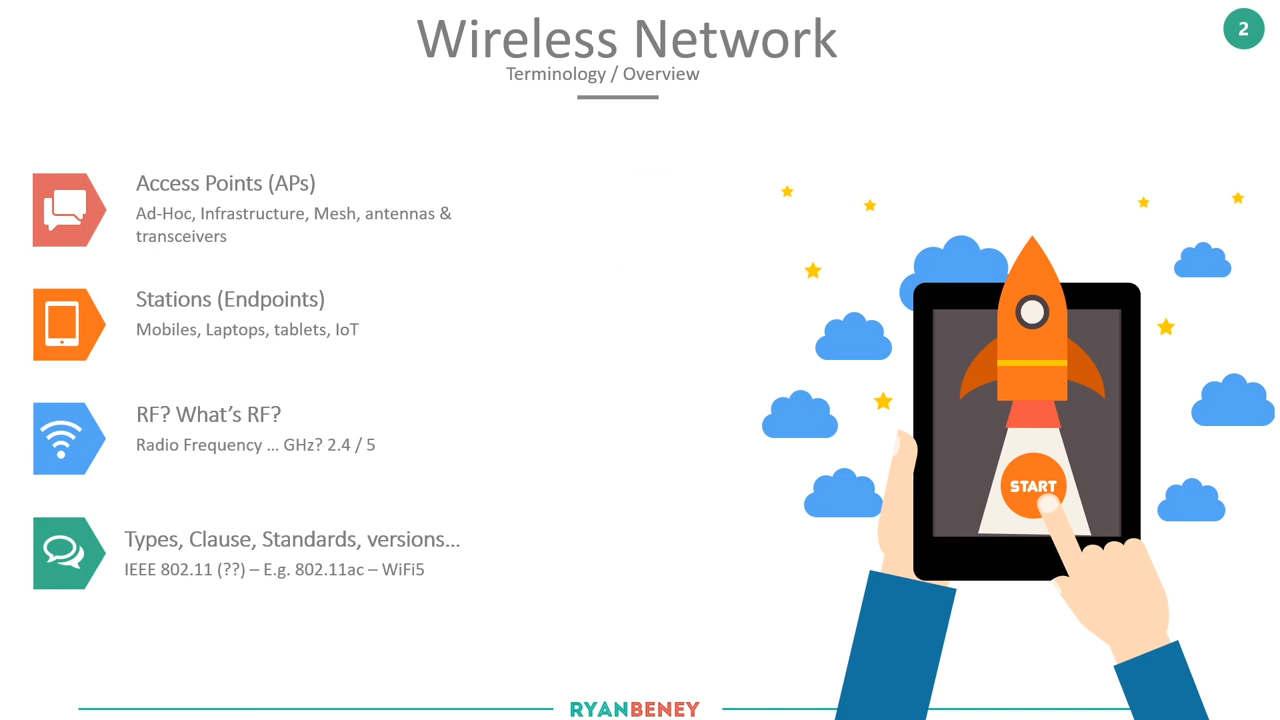 Wireless Network
Terminology / Overview
2
Access Points (APs)
Ad-Hoc, Infrastructure, Mesh, antennas &
transceivers
Stations (Endpoints)
Mobiles, Laptops, tablets, IoT
RF? What’s RF?
Radio Frequency ... GHz? 2.4 / 5
Types, Clause, Standards, versions...
IEEE 802.11 (??) – E.g. 802.11ac – WiFi5
START
RYANBENEY